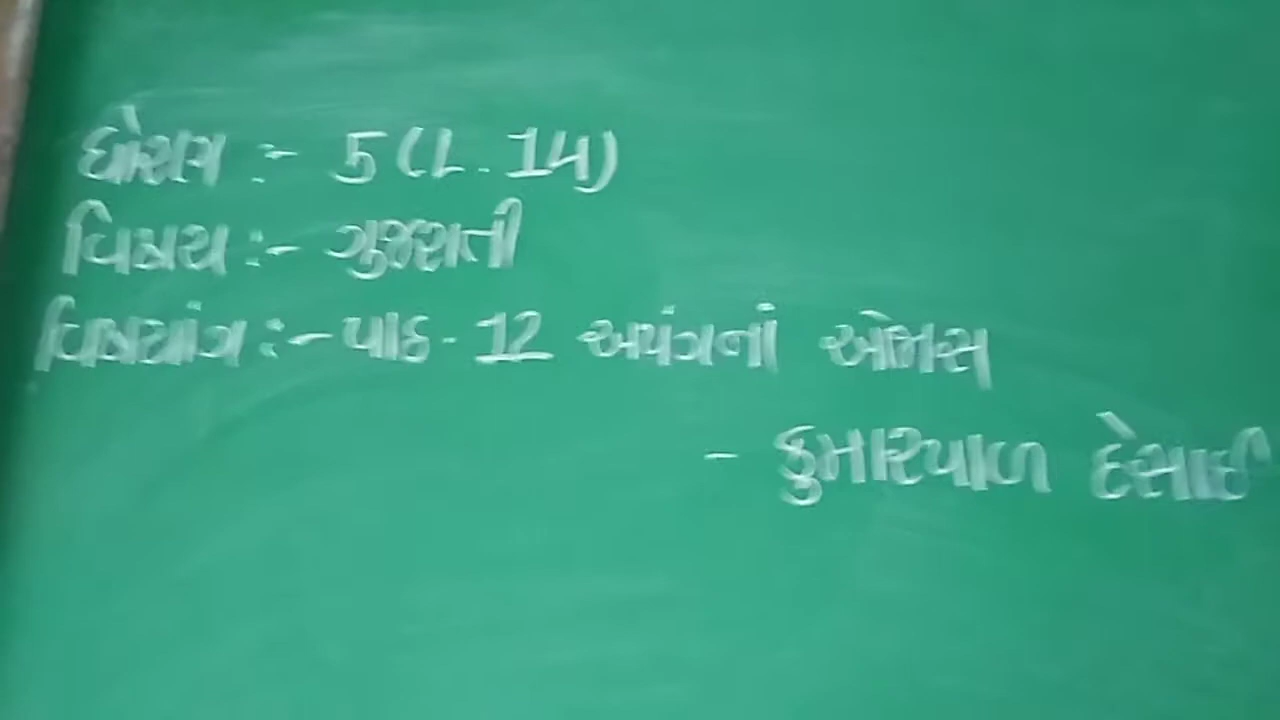 ધોરણ :- 5 (L. 14)
વિષય :- ગુજરાતી
વિષયાંગ :- પાઠ - 12 અપંગનાં ઓજસ
- કુમારપાળ દેસાઈ